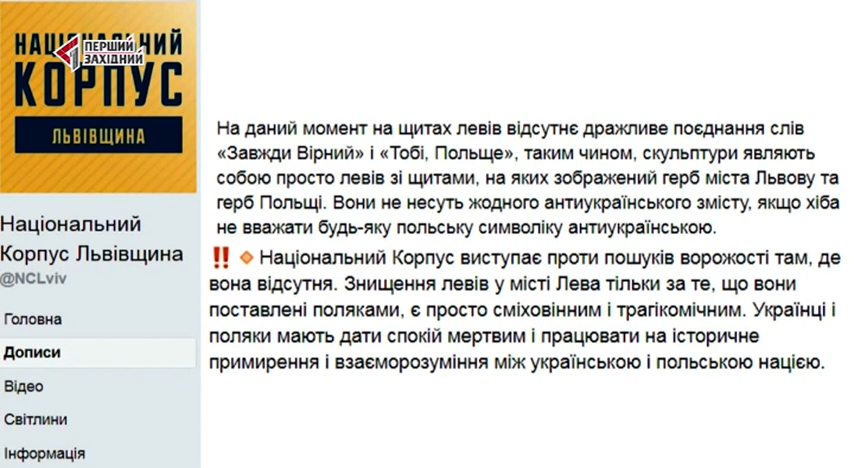 НАЦІОНАЛЬНИЙ
ПЕРШИЙ
ЗАХІДНИЙ
КОРПУС
ЛЬВІВЩИНА
Національний
Корпус Львівщина
@NCLviv
Головна
Дописи
Відео
Світлини
Інформація
На даний момент на щитах левів відсутнє дражливе поєднання слів
«Завжди Вірний» і «Тобі, Польще», таким чином, скульптури являють
собою просто левів зі щитами, на яких зображений герб міста Львову та
герб Польщі. Вони не несуть жодного антиукраїнського змісту, якщо хіба
не вважати будь-яку польську символіку антиукраїнською.
‼️🔸Національний Корпус виступає проти пошуків ворожості там, де
вона відсутня. Знищення левів у місті Лева тільки за те, що вони
поставлені поляками, є просто сміховинним і трагікомічним. Українці і
поляки мають дати спокій мертвим і працювати на історичне
примирення і взаєморозуміння між українською і польською нацією.